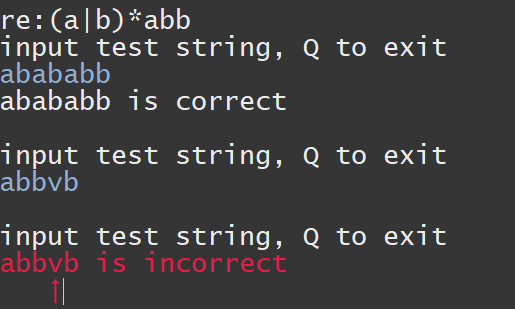 re:(a|b)*abb
input test string, Q to exit
abababb
abababb is correct
input test string, Q to exit
abbvb
input test string, Q to exit
abbvb is incorrect
↑